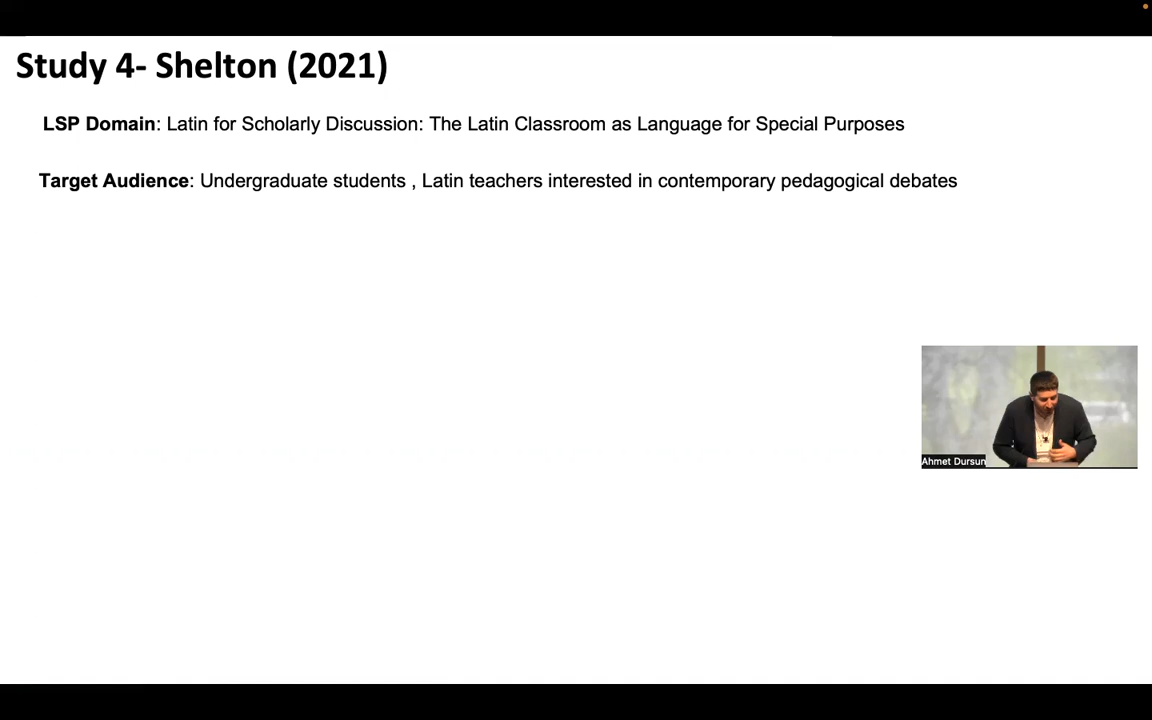 Study 4- Shelton (2021)
LSP Domain: Latin for Scholarly Discussion: The Latin Classroom as Language for Special Purposes
Target Audience: Undergraduate students , Latin teachers interested in contemporary pedagogical debates
Ahmet Dursun